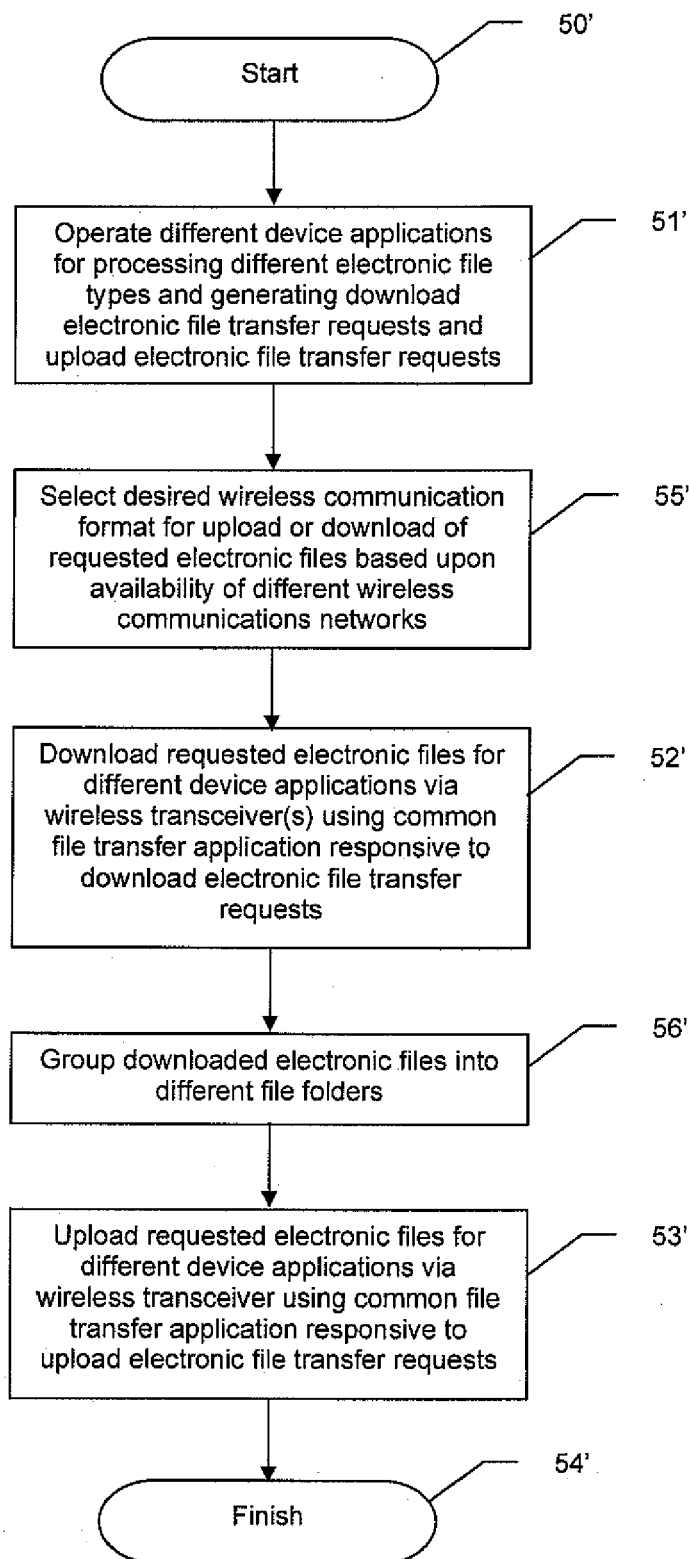 50'
Start
51'
Operate different device applications
for processing different electronic file
types and generating download
electronic file transfer requests and
upload electronic file transfer requests
55'
Select desired wireless communication
format for upload or download of
requested electronic files based upon
availability of different wireless
communications networks
52'
Download requested electronic files for
different device applications via
wireless transceiver(s) using common
file transfer application responsive to
download electronic file transfer
requests
56'
Group downloaded electronic files into
different file folders
53'
Upload requested electronic files for
different device applications via
wireless transceiver using common file
transfer application responsive to
upload electronic file transfer requests
54'
Finish